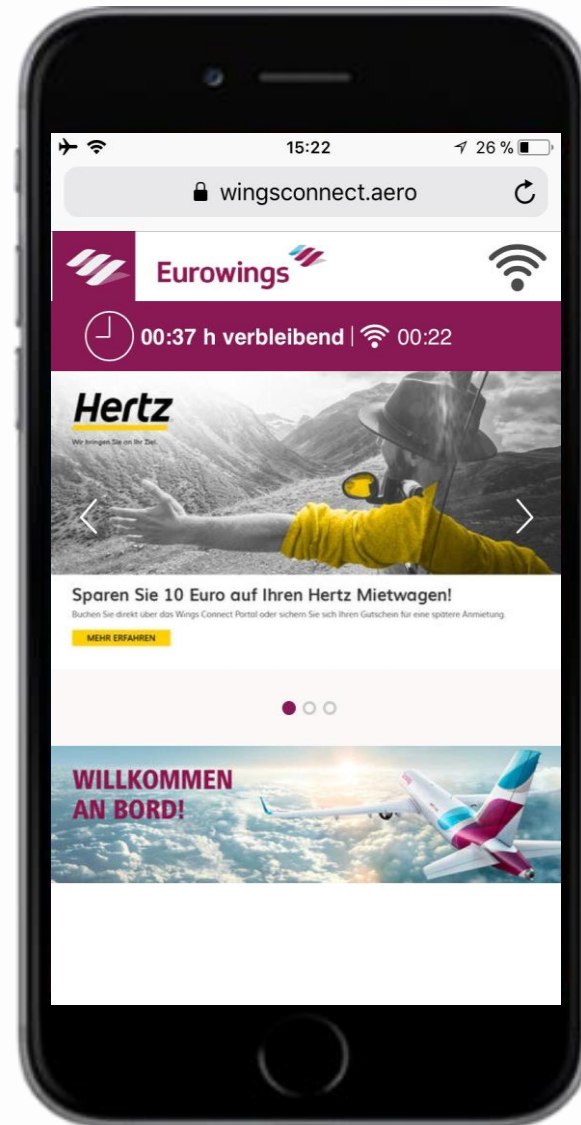 15:22
26 %
wingsconnect.aero
Eurowings
00:37 h verbleibend | 00:22
Hertz
Wir bringen Sie an Ihr Ziel.
Sparen Sie 10 Euro auf Ihren Hertz Mietwagen!
Buchen Sie direkt über das Wings Connect Portal oder sichern Sie sich Ihren Gutschein für eine spätere Anmietung.
MEHR ERFAHREN
WILLKOMMEN
AN BORD!